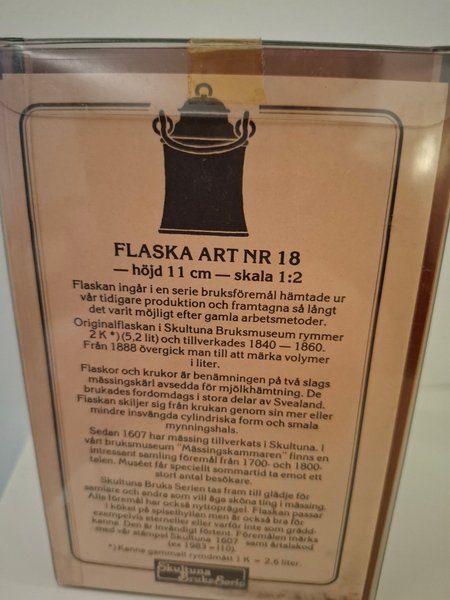 FLASKA ART NR 18
— höjd 11 cm — skala 1:2
Flaskan ingår i en serie bruksföremål hämtade ur
vår tidigare produktion och framtagna så långt
det varit möjligt efter gamla arbetsmetoder.
Originalflaskan i Skultuna Bruksmuseum rymmer
2 K *) (5,2 lit) och tillverkades 1840 — 1860.
Från 1888 övergick man till att märka volymer
i liter.
Flaskor och krukor är benämningen på två slags
mässingskärl avsedda för mjölkhämtning. De
brukades fordomdags i stora delar av Svealand.
Flaskan skiljer sig från krukan genom sin mer eller
mindre insvängda cylindriska form och smala
mynningshals.
Sedan 1607 har mässing tillverkats i Skultuna. I
vårt bruksmuseum "Mässingskammaren" finns en
intressant samling föremål från 1700- och 1800-
talen. Muséet får speciellt sommartid ta emot ett
stort antal besökare.
Skultuna Bruks Serien tas fram till glädje för
samlare och andra som vill äga sköna ting i mässing.
Alla föremål har också nyttoprägel. Flaskan passar
i köket på spiselhyllan men är också bra för
exempelvis eterneller eller varför inte som grädd-
kanna. Den är invändigt förtent. Föremålen märks
med vår stämpel Skultuna 1607 samt årtalskod
(ex 1983 = I10).
*) Kanna gammalt rymdmått 1 K = 2,6 liter.
Skultuna
Bruks Serie